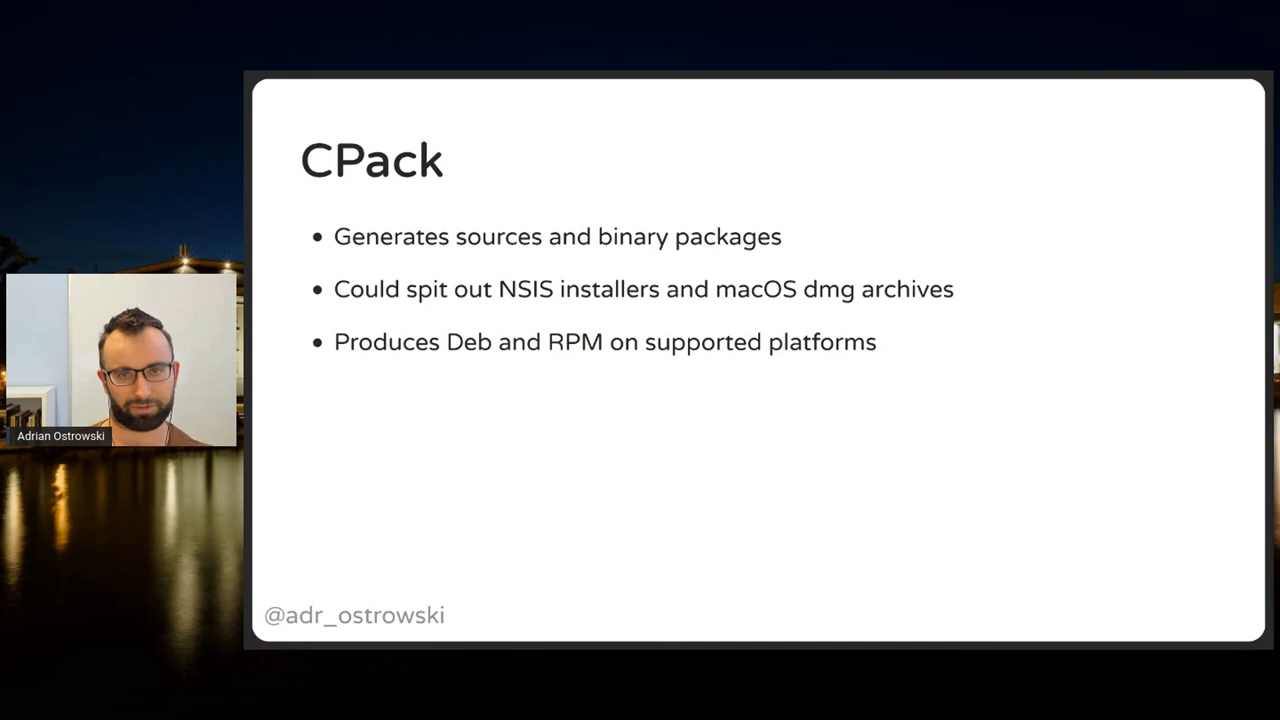 CPack
Generates sources and binary packages
Could spit out NSIS installers and macOS dmg archives
Produces Deb and RPM on supported platforms
Adrian Ostrowski
@adr_ostrowski